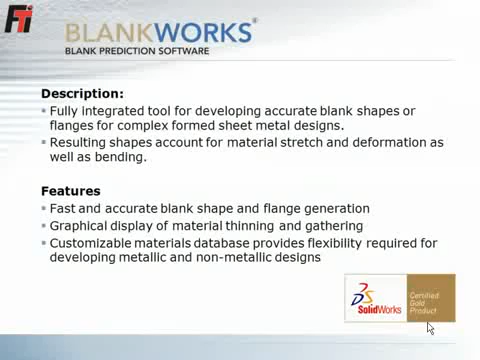 FTi
BLANKWORKS®
BLANK PREDICTION SOFTWARE
Description:
▪ Fully integrated tool for developing accurate blank shapes or
flanges for complex formed sheet metal designs.
▪ Resulting shapes account for material stretch and deformation as
well as bending.
Features
▪ Fast and accurate blank shape and flange generation
▪ Graphical display of material thinning and gathering
▪ Customizable materials database provides flexibility required for
developing metallic and non-metallic designs
SolidWorks
Certified
Gold
Product